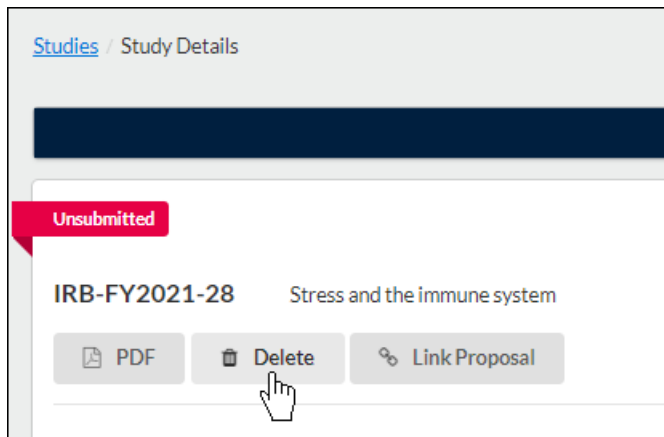 Studies / Study Details
Unsubmitted
IRB-FY2021-28 Stress and the immune system
PDF Delete Link Proposal